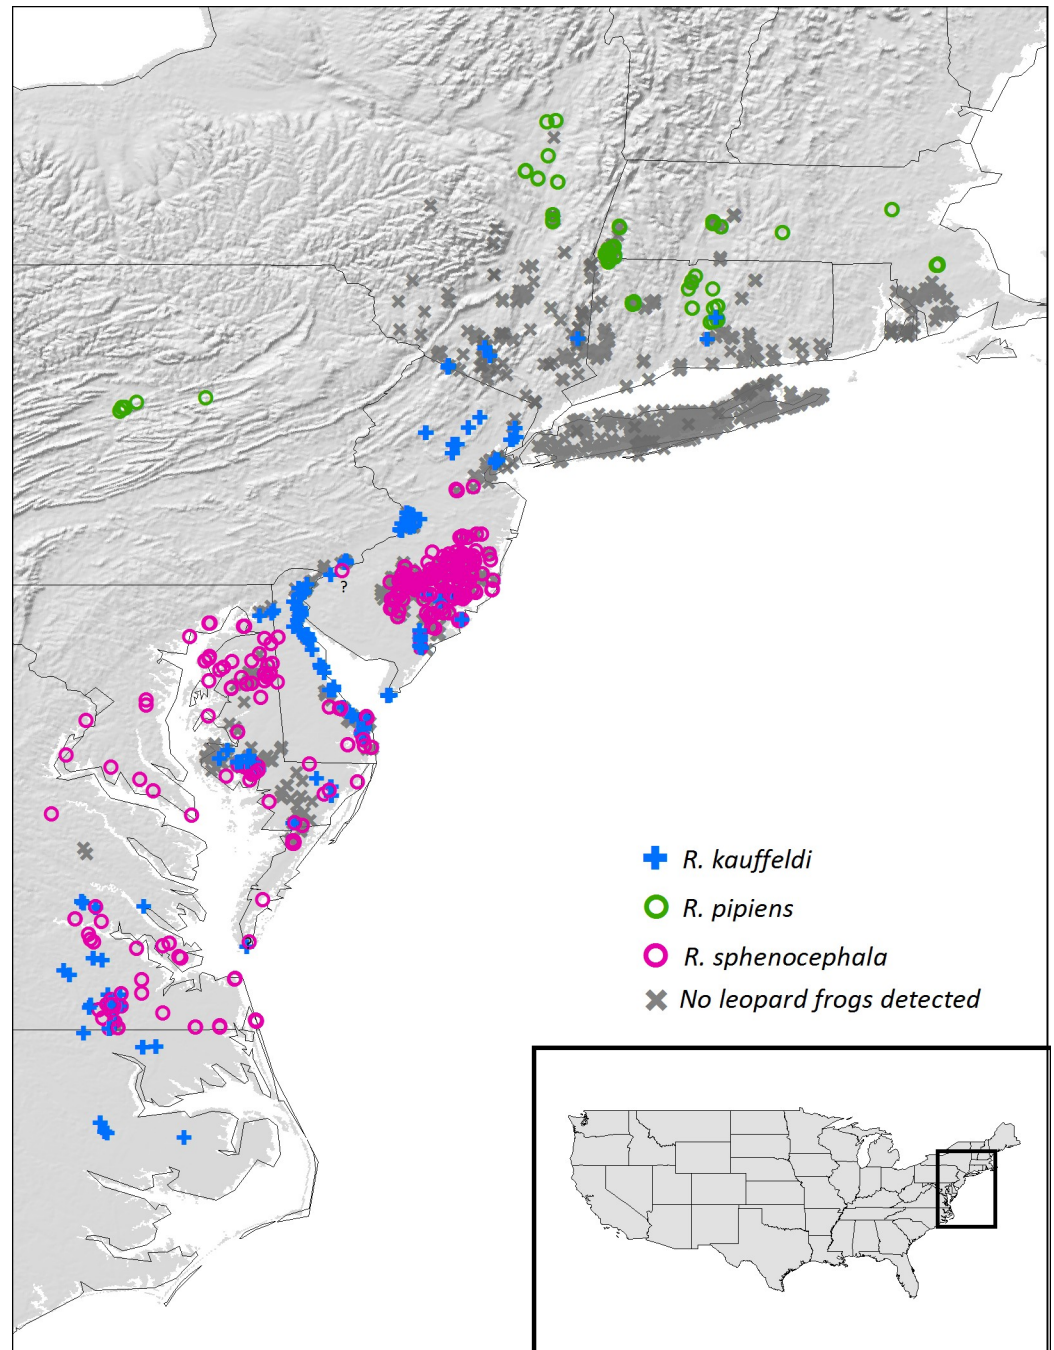 ?
R. kauffeldi
R. pipiens
R. sphenocephala
No leopard frogs detected